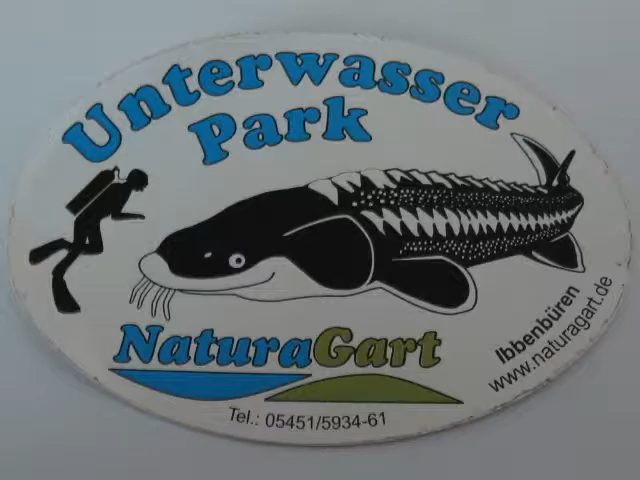 Unterwasser
Park
NaturaGart
Tel.: 05451/5934-61
Ibbenbüren
www.naturagart.de